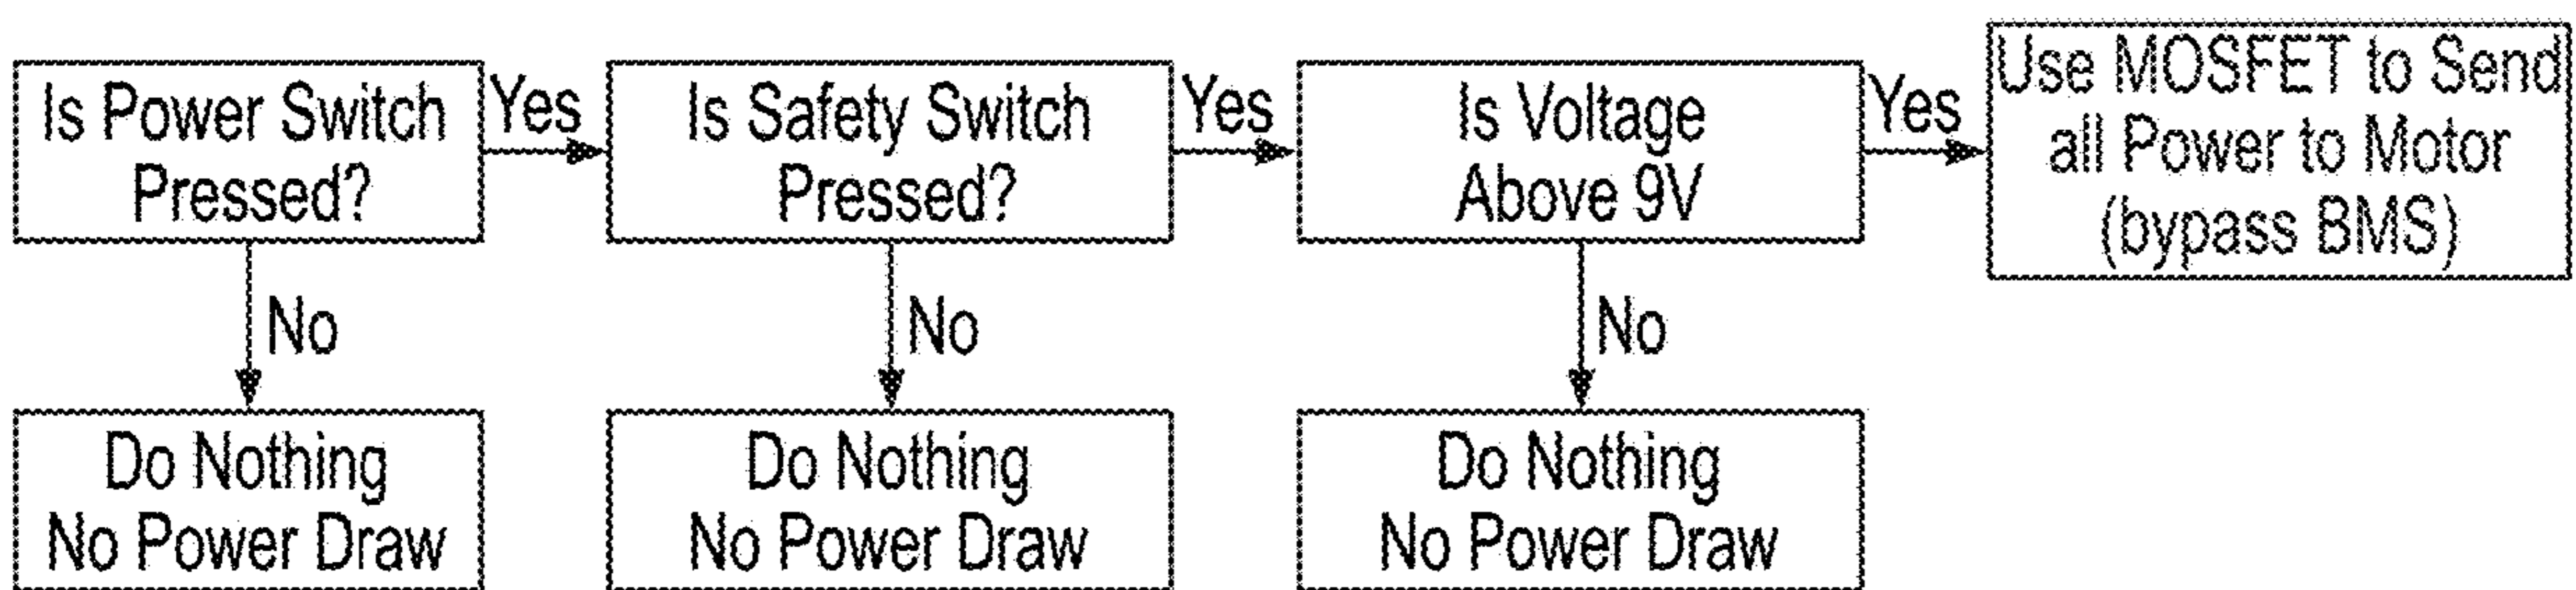 Is Power Switch
Pressed?
Yes
Is Safety Switch
Pressed?
Yes
Is Voltage
Above 9V
Yes
Use MOSFET to Send
all Power to Motor
(bypass BMS)
No
No
No
Do Nothing
No Power Draw
Do Nothing
No Power Draw
Do Nothing
No Power Draw